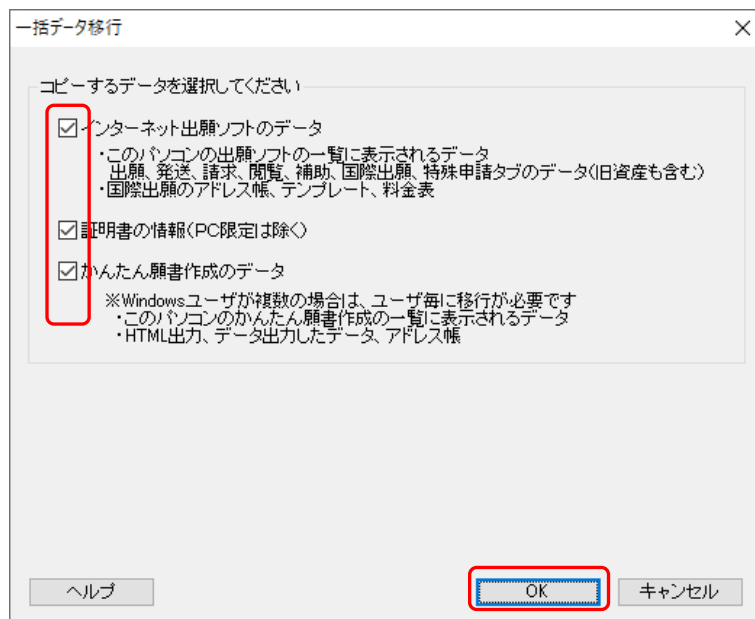 一括データ移行
コピーするデータを選択してください
インターネット出願ソフトのデータ
・このパソコンの出願ソフトの一覧に表示されるデータ
出願、発送、請求、閲覧、補助、国際出願、特殊申請タブのデータ(旧資産も含む)
・国際出願のアドレス帳、テンプレート、料金表
証明書の情報(PC限定は除く)
かんたん願書作成のデータ
※Windowsユーザが複数の場合は、ユーザ毎に移行が必要です
・このパソコンのかんたん願書作成の一覧に表示されるデータ
・HTML出力、データ出力したデータ、アドレス帳
ヘルプ OK キャンセル